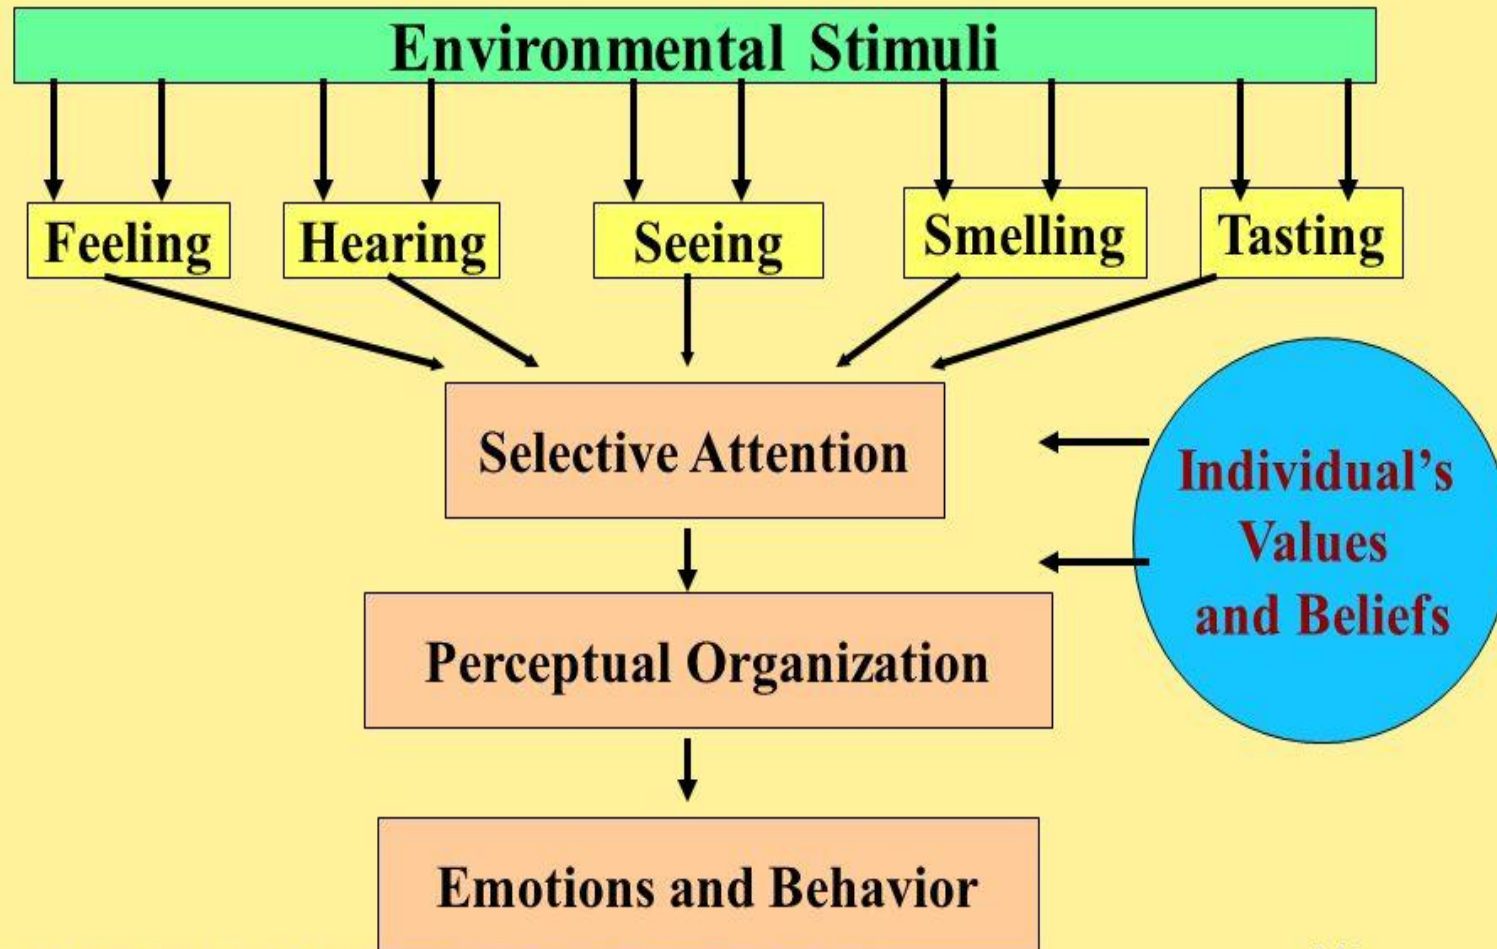 Environmental Stimuli
Feeling
Hearing
Seeing
Smelling
Tasting
Selective Attention
Individual’s
Values
and Beliefs
Perceptual Organization
Emotions and Behavior